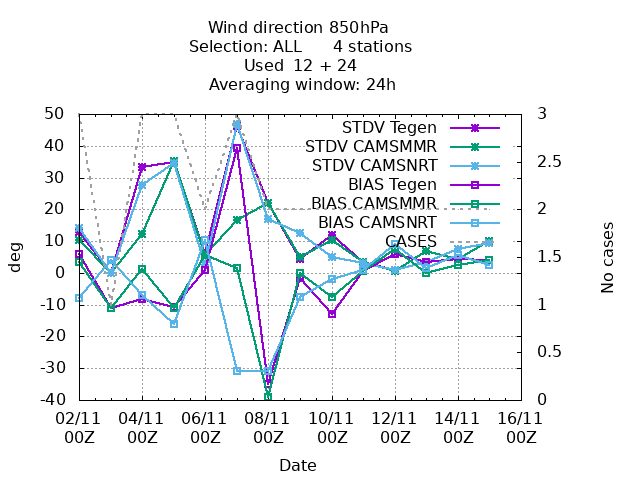 Wind direction 850hPa
Selection: ALL      4 stations
Used  12 + 24
Averaging window: 24h
STDV Tegen
STDV CAMSMMR
STDV CAMSNRT
BIAS Tegen
BIAS CAMSMMR
BIAS CAMSNRT
CASES
50
40
30
20
10
0
-10
-20
-30
-40
deg
3
2.5
2
1.5
1
0.5
0
No cases
02/11 04/11 06/11 08/11 10/11 12/11 14/11 16/11
00Z 00Z 00Z 00Z 00Z 00Z 00Z 00Z
Date